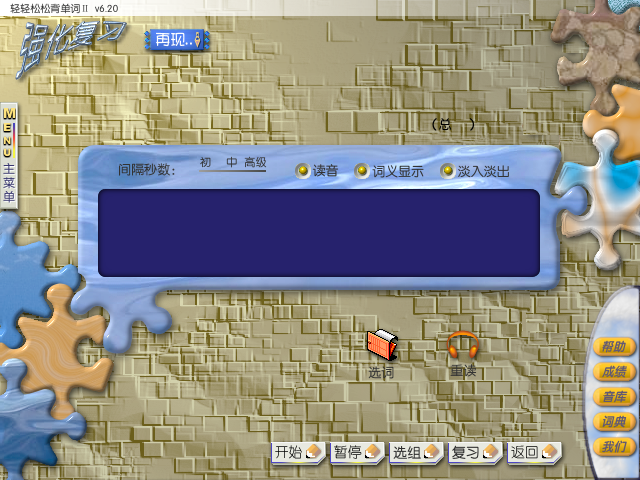 轻轻松松背单词Ⅱ v6.20
强化复习
再现..
(总 )
MENU
主菜单
间隔秒数: 初 中 高级 读音 词义显示 淡入淡出
选词 重读
帮助
成绩
音库
词典
我们
开始 暂停 选组 复习 返回